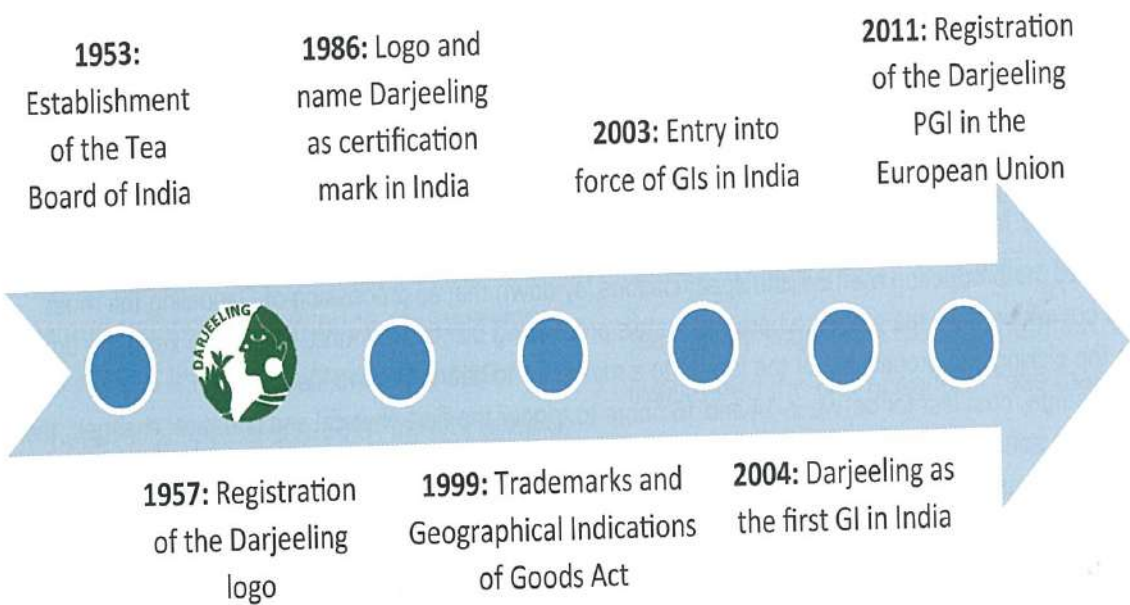 1953:
Establishment
of the Tea
Board of India
1986: Logo and
name Darjeeling
as certification
mark in India
2003: Entry into
force of GIs in India
2011: Registration
of the Darjeeling
PGI in the
European Union
DARJEELING
1957: Registration
of the Darjeeling
logo
1999: Trademarks and
Geographical Indications
of Goods Act
2004: Darjeeling as
the first GI in India